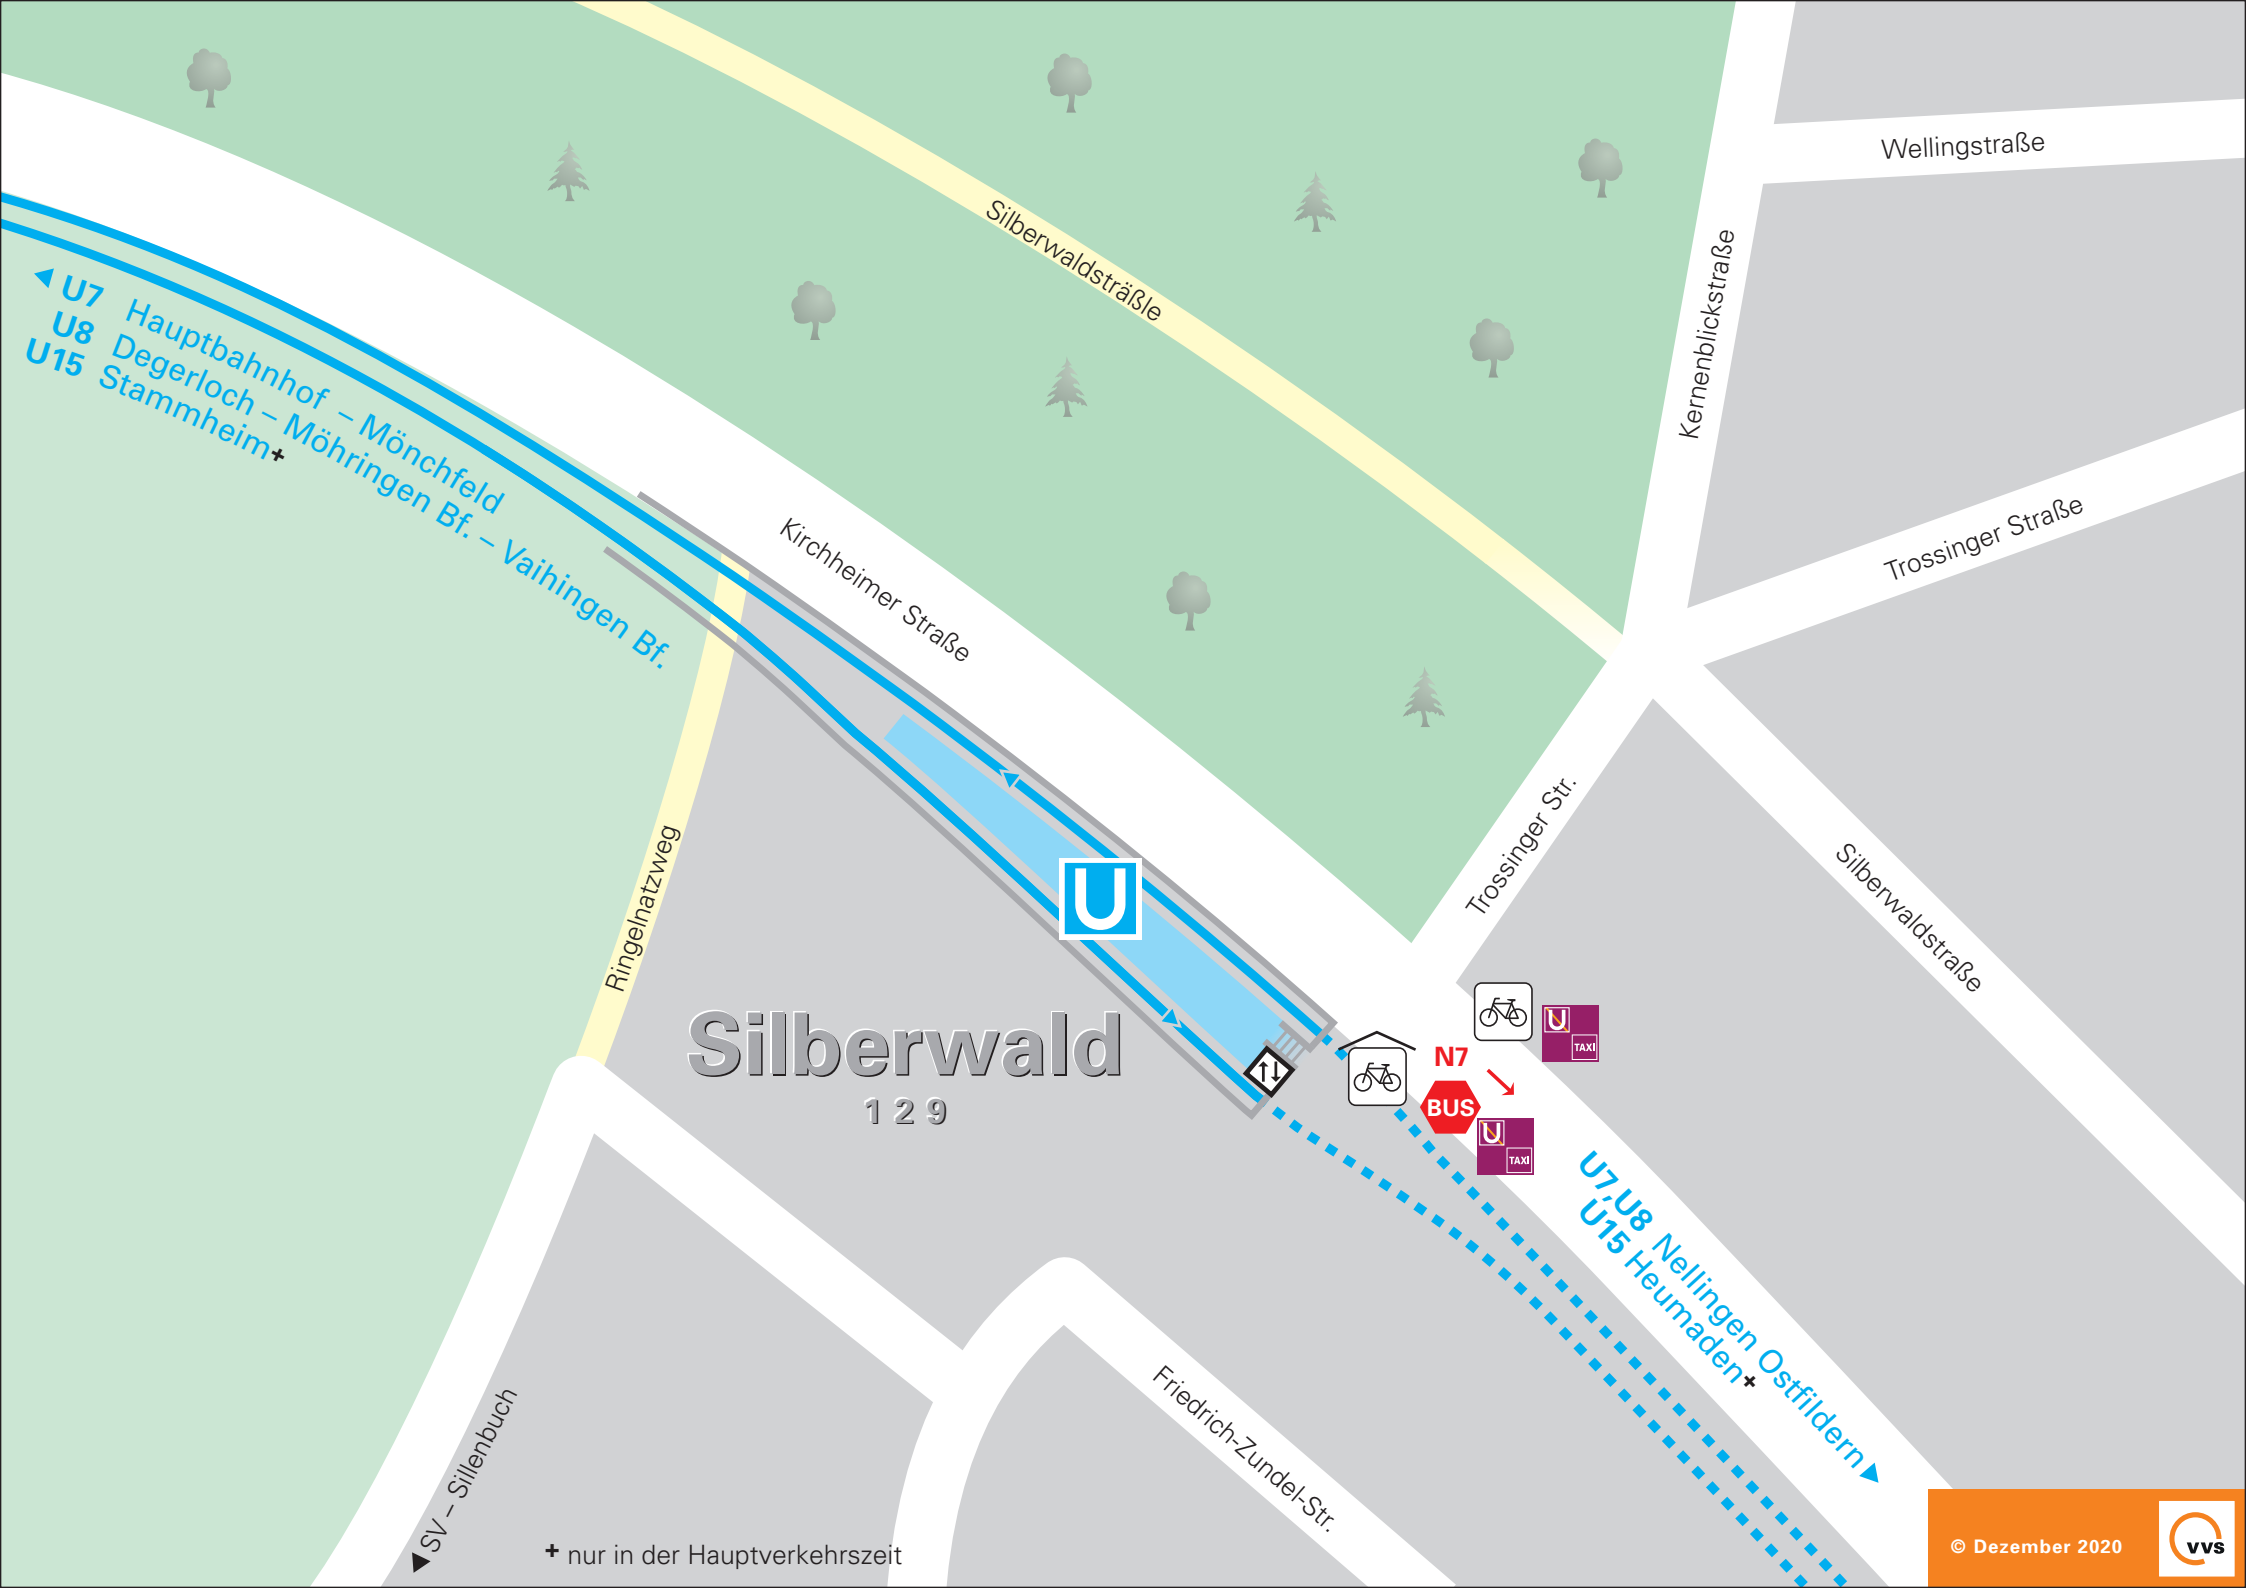 Wellingstraße
Silberwaldsträßle
Kernenblickstraße
U7 Hauptbahnhof – Mönchfeld
U8 Degerloch – Möhringen Bf. – Vaihingen Bf.
U15 Stammheim+
Kirchheimer Straße
Trossinger Straße
Trossinger Str.
Ringelnatzweg
U
Silberwaldstraße
Silberwald
129
U
TAXI
N7
BUS
U
TAXI
U7,U8 Nellingen Ostfildern
U15 Heumaden+
Friedrich-Zundel-Str.
SV – Sillenbuch
+ nur in der Hauptverkehrszeit
© Dezember 2020
VVS